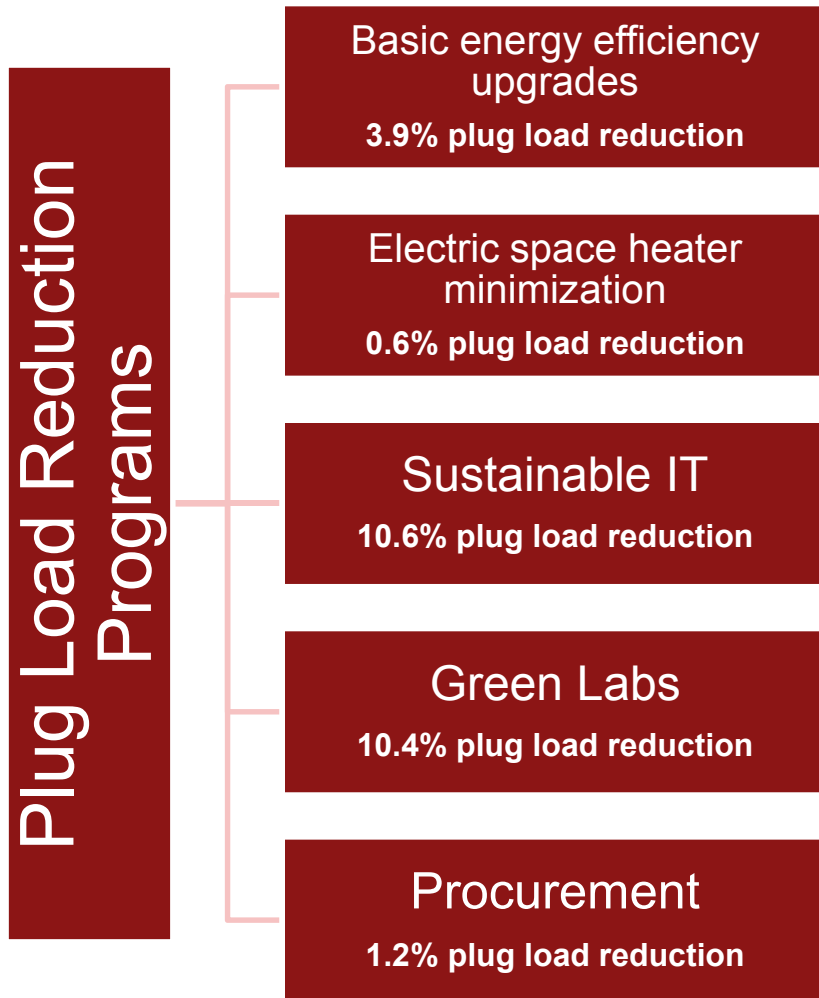 Plug Load Reduction
Programs
Basic energy efficiency
upgrades
3.9% plug load reduction
Electric space heater
minimization
0.6% plug load reduction
Sustainable IT
10.6% plug load reduction
Green Labs
10.4% plug load reduction
Procurement
1.2% plug load reduction